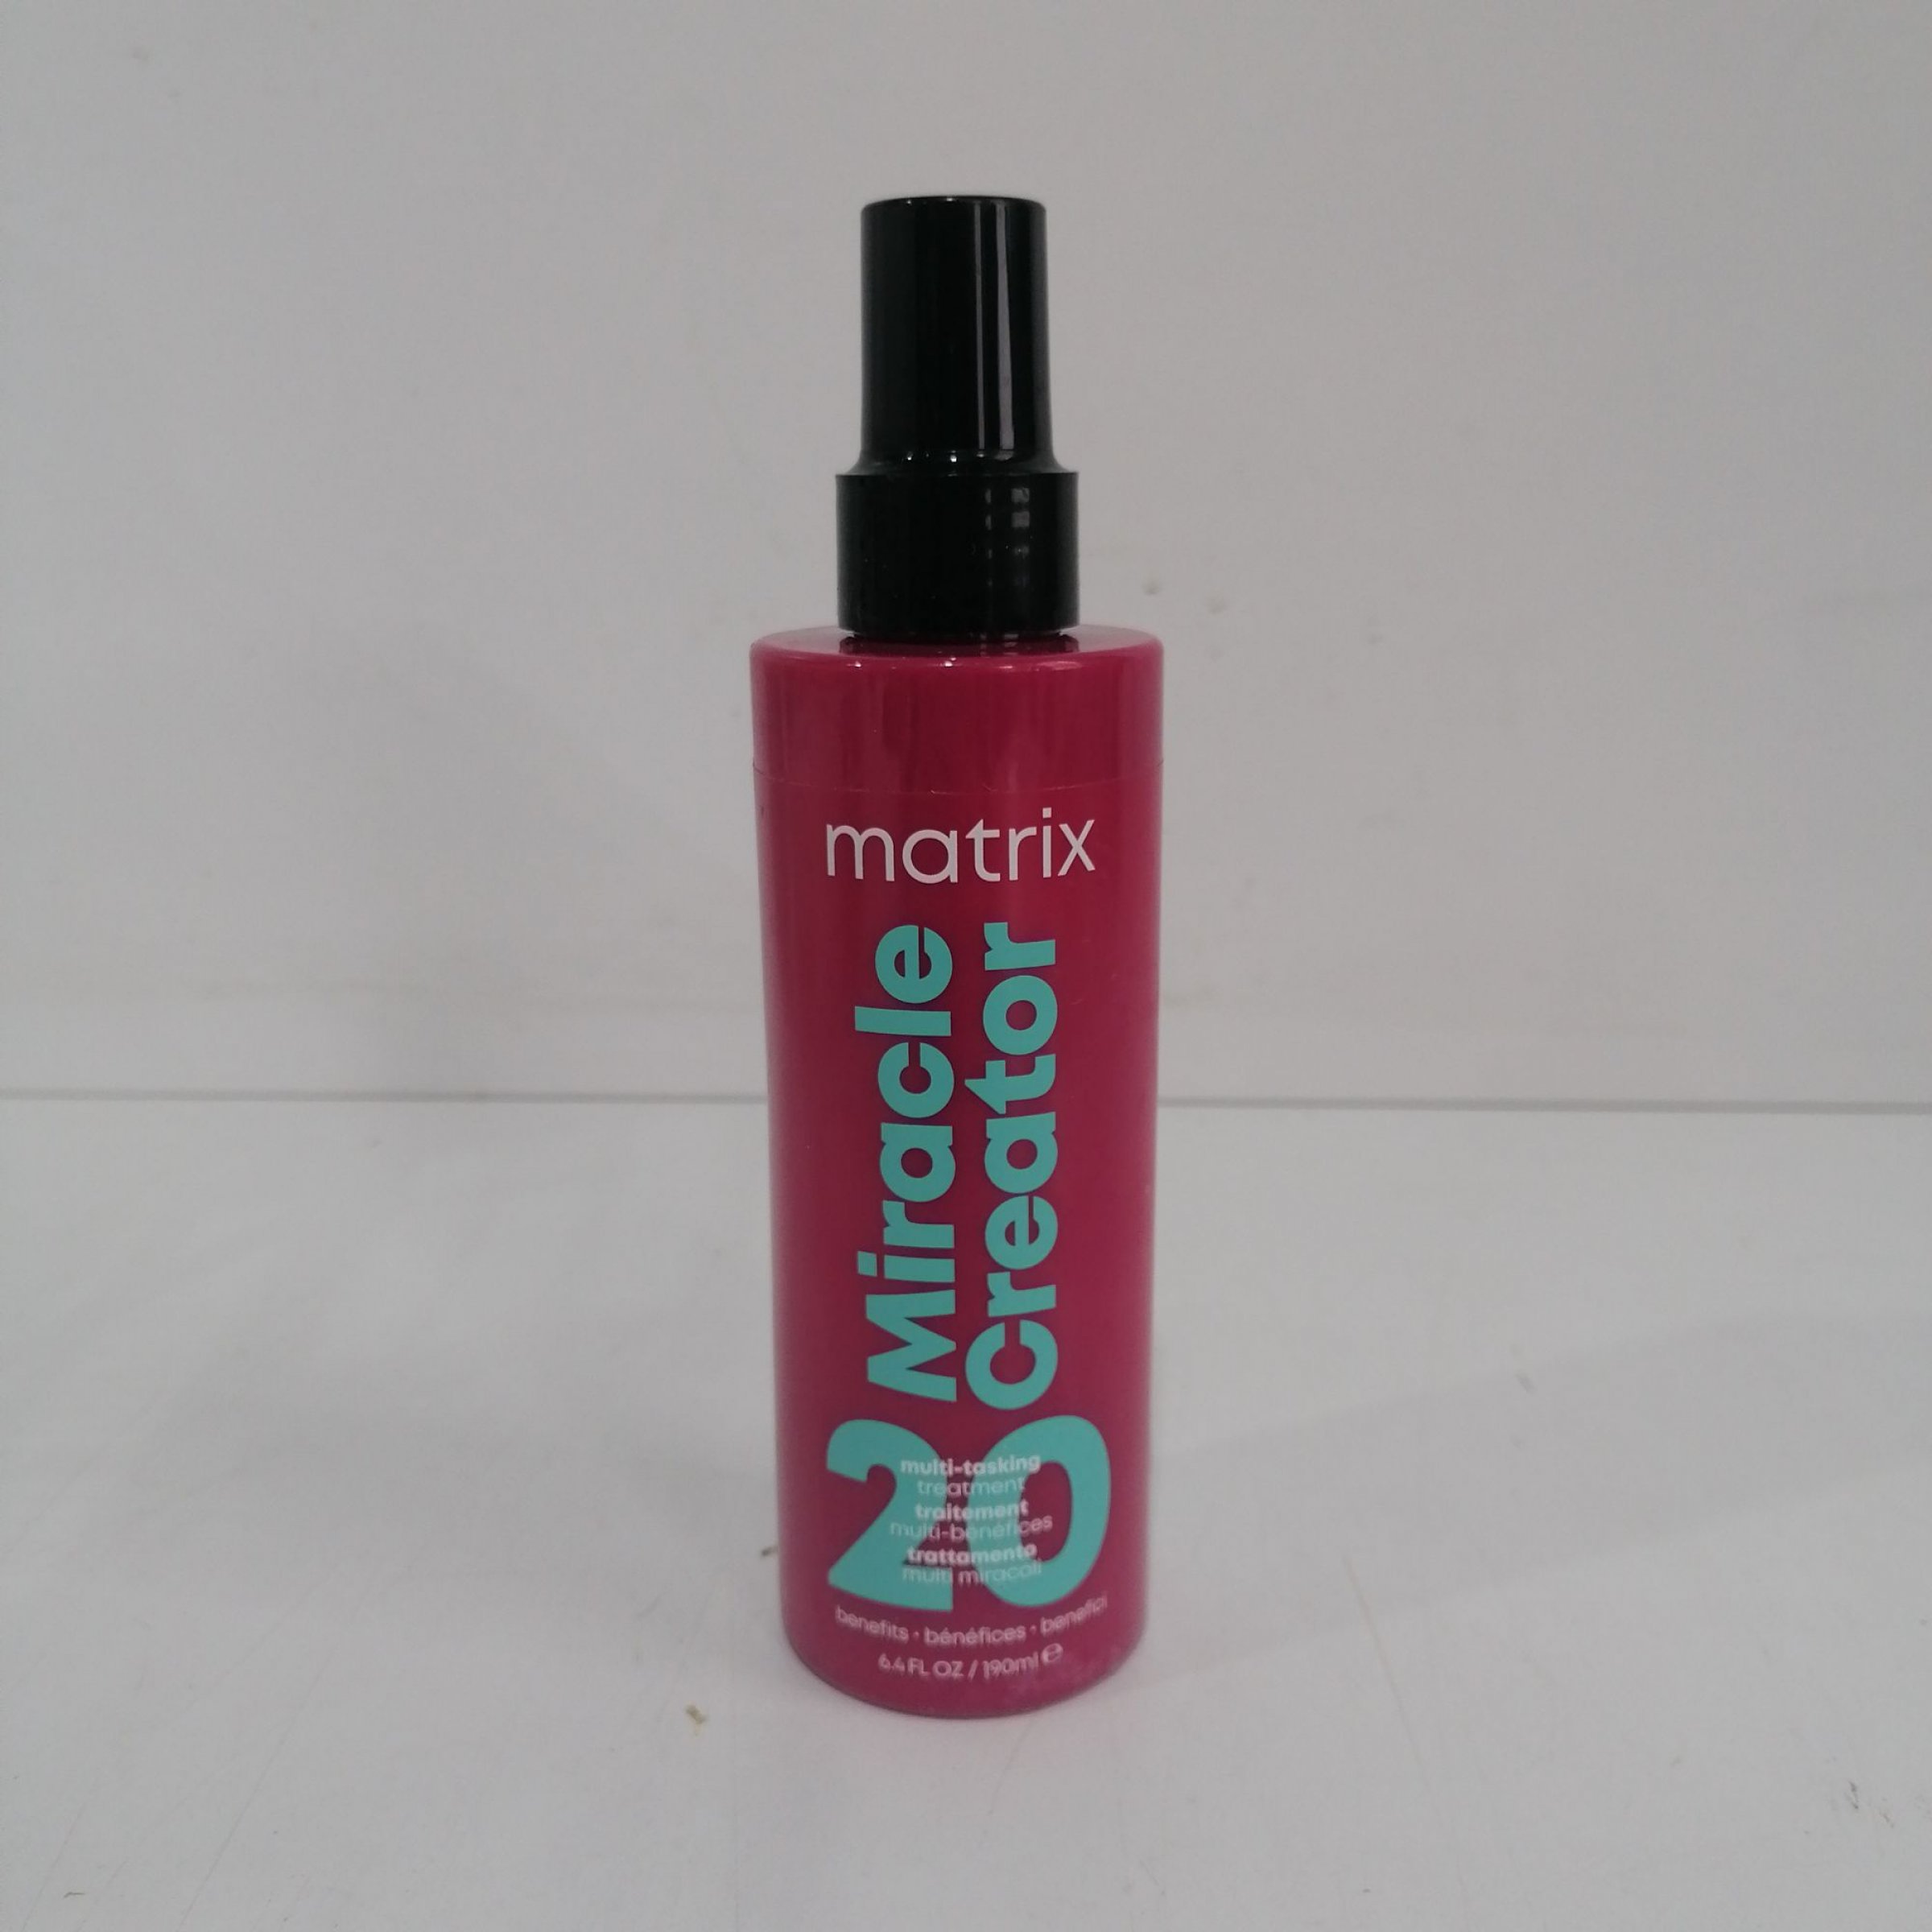 matrix
Miracle
Creator
20
multi-tasking
treatment
traitement
multi-bénéfices
trattamento
multi miracoli
benefits • bénéfices • benefici
6.4 FL OZ / 190ml ℮